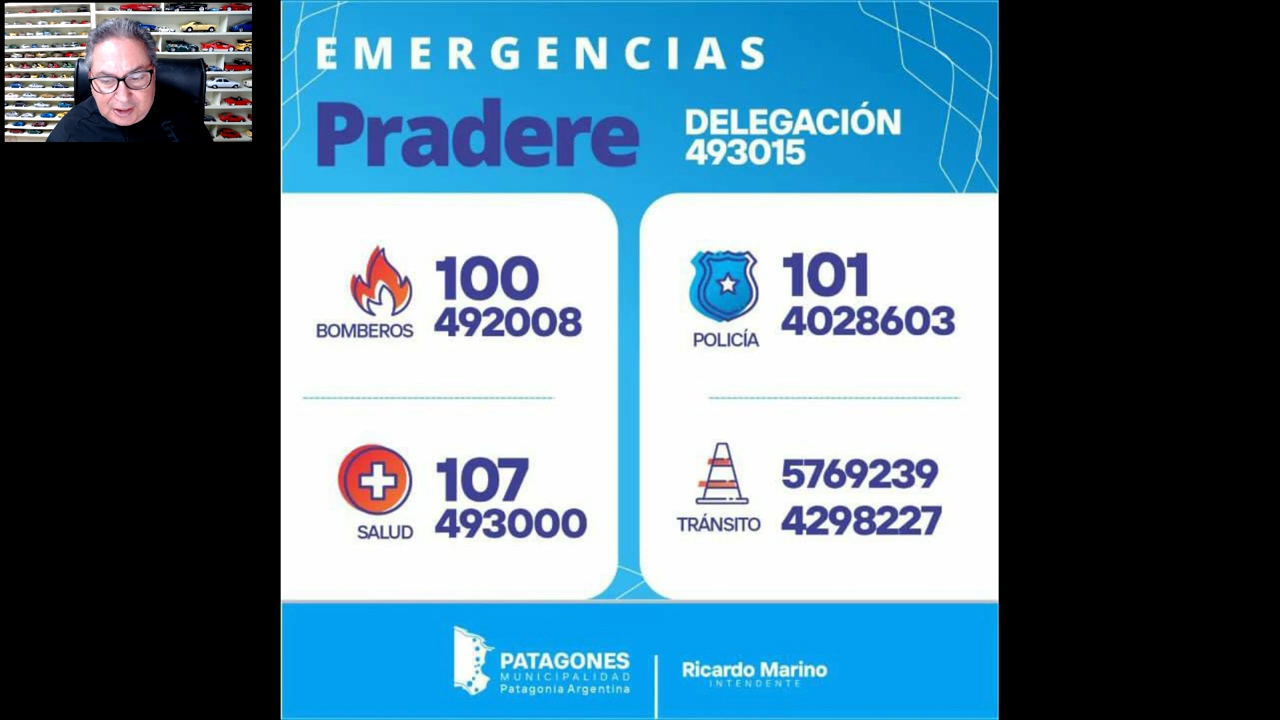 EMERGENCIAS
Pradere
DELEGACIÓN
493015
BOMBEROS
100
492008
POLICÍA
101
4028603
SALUD
107
493000
TRÁNSITO
5769239
4298227
PATAGONES
MUNICIPALIDAD
Patagonia Argentina
Ricardo Marino
INTENDENTE